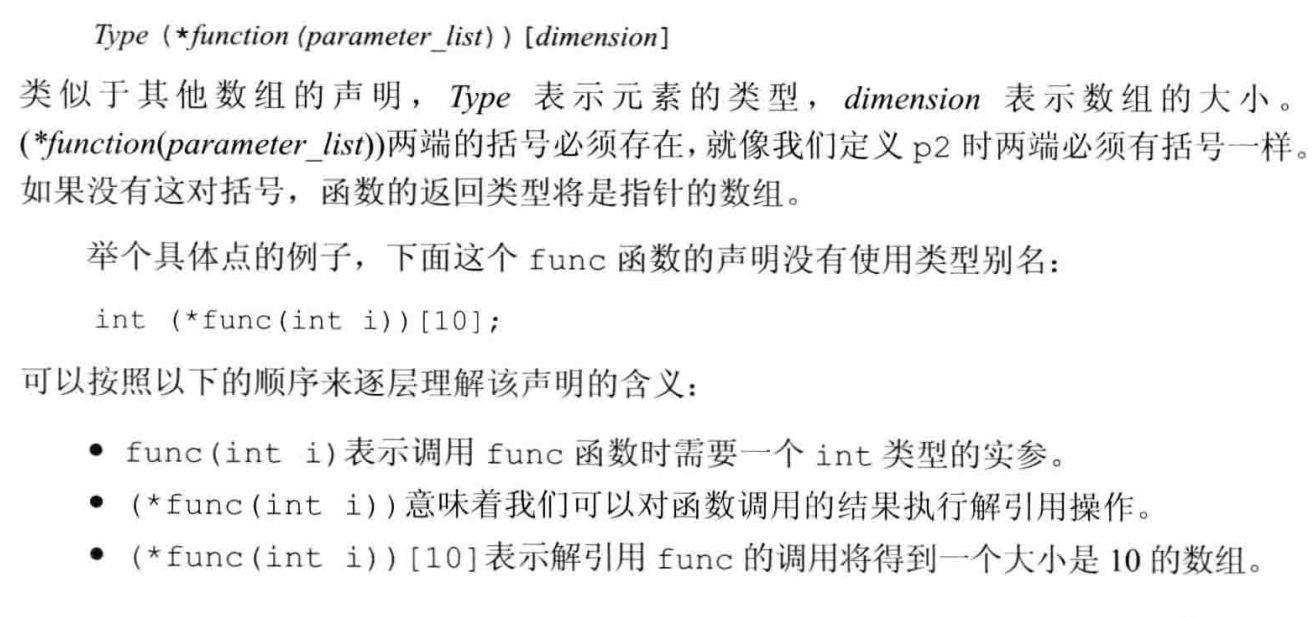 Type (*function (parameter_list)) [dimension]
类似于其他数组的声明，Type 表示元素的类型，dimension 表示数组的大小。
(*function(parameter_list))两端的括号必须存在，就像我们定义 p2 时两端必须有括号一样。
如果没有这对括号，函数的返回类型将是指针的数组。
举个具体点的例子，下面这个 func 函数的声明没有使用类型别名：
int (*func(int i))[10];
可以按照以下的顺序来逐层理解该声明的含义：
• func(int i)表示调用 func 函数时需要一个 int 类型的实参。
• (*func(int i))意味着我们可以对函数调用的结果执行解引用操作。
• (*func(int i))[10]表示解引用 func 的调用将得到一个大小是 10 的数组。